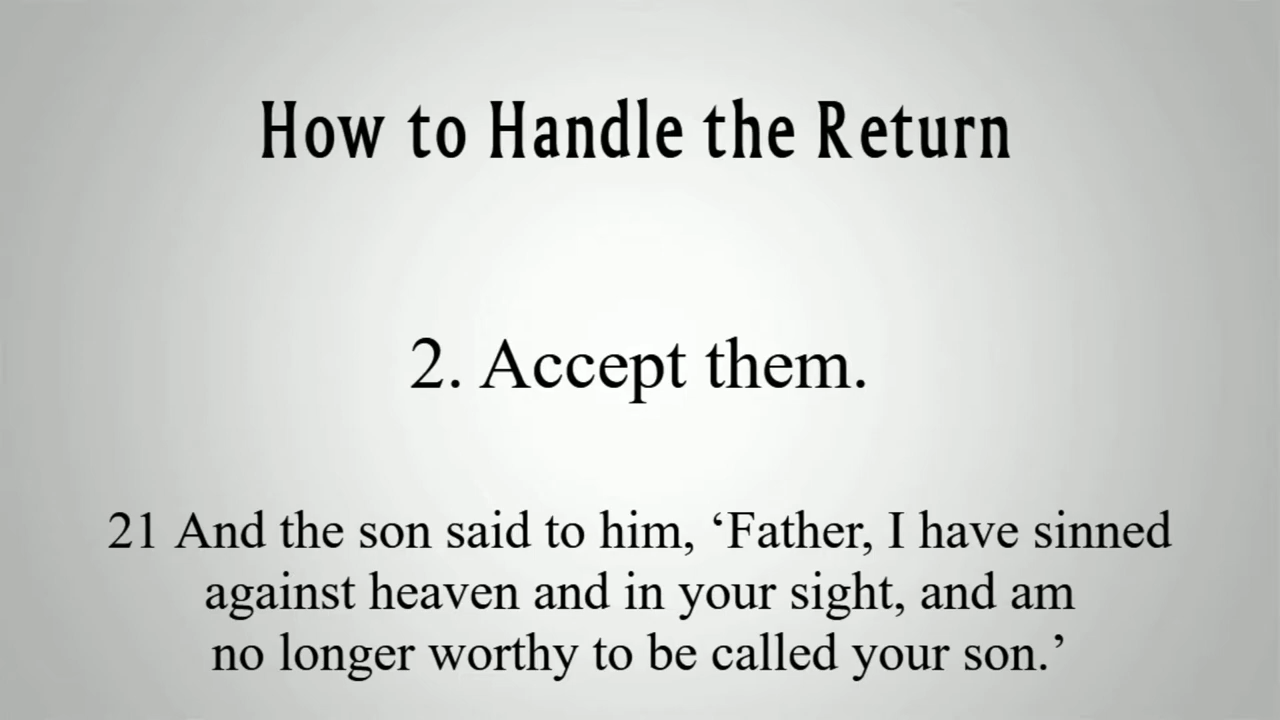 How to Handle the Return
2. Accept them.
21 And the son said to him, ‘Father, I have sinned
against heaven and in your sight, and am
no longer worthy to be called your son.’